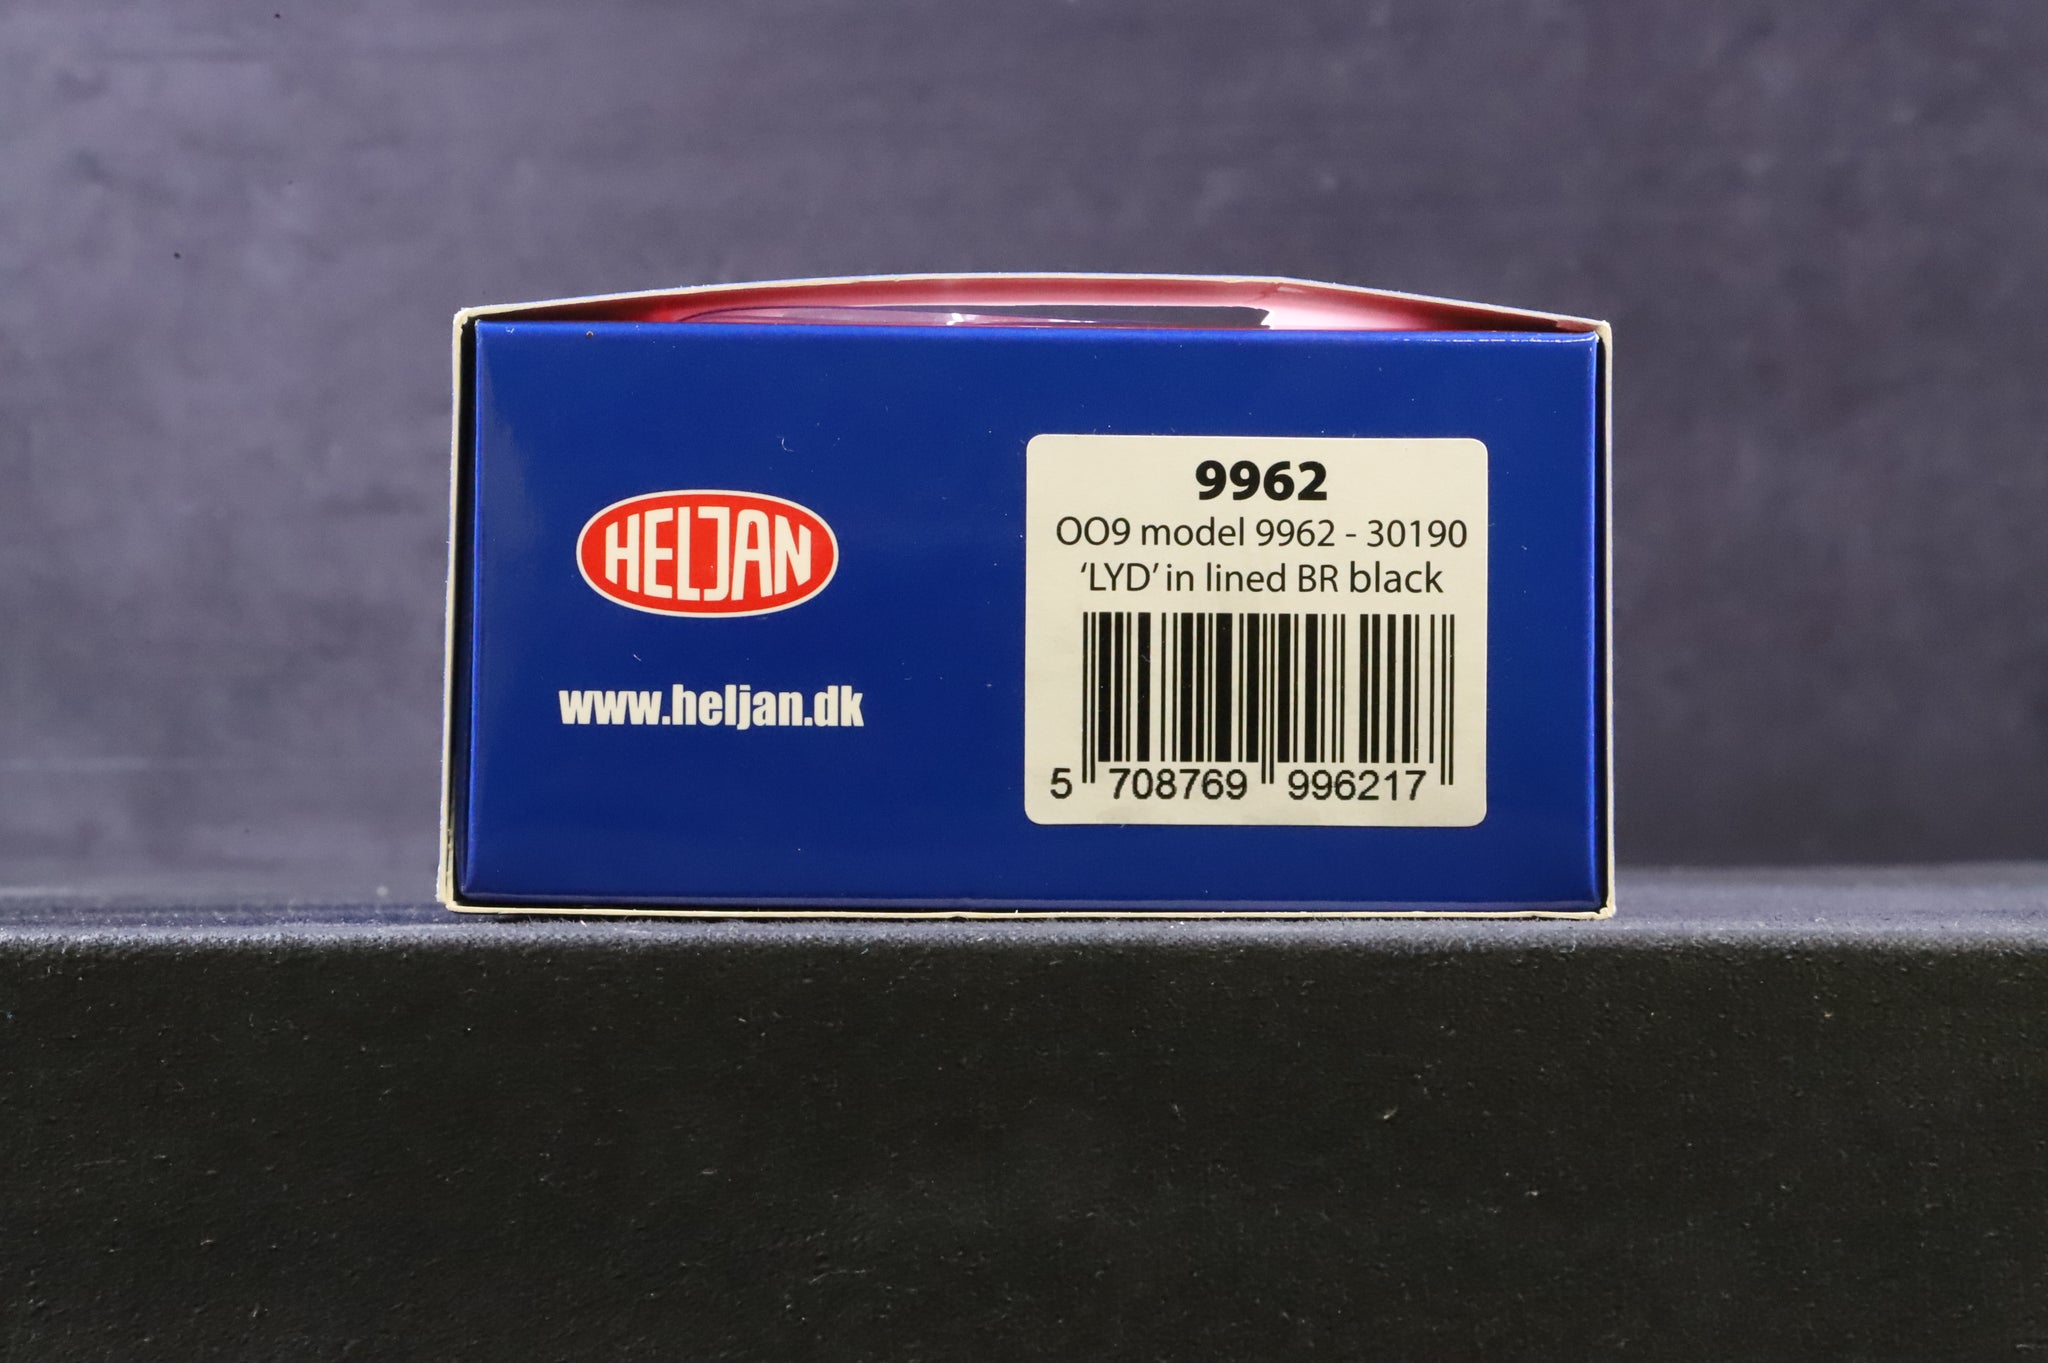 HELJAN
www.heljan.dk
9962
OO9 model 9962 - 30190
‘LYD’ in lined BR black
5 708769 996217